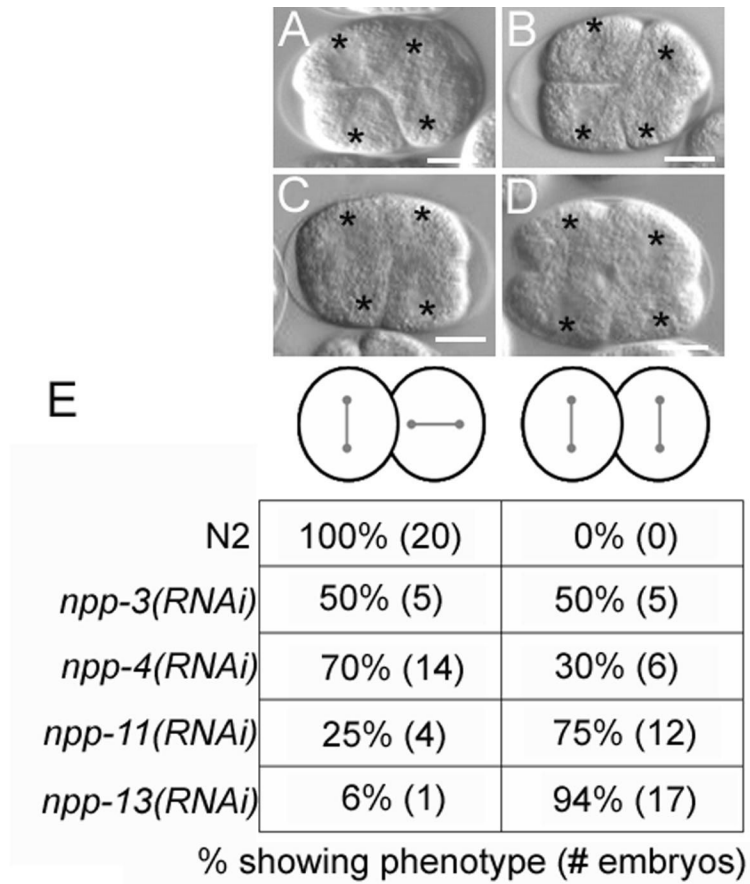 A B
C D
E
N2 100% (20) 0% (0)
npp-3(RNAi) 50% (5) 50% (5)
npp-4(RNAi) 70% (14) 30% (6)
npp-11(RNAi) 25% (4) 75% (12)
npp-13(RNAi) 6% (1) 94% (17)
% showing phenotype (# embryos)